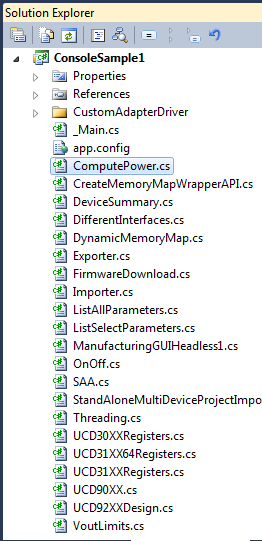 Solution Explorer
ConsoleSample1
Properties
References
CustomAdapterDriver
_Main.cs
app.config
ComputePower.cs
CreateMemoryMapWrapperAPI.cs
DeviceSummary.cs
DifferentInterfaces.cs
DynamicMemoryMap.cs
Exporter.cs
FirmwareDownload.cs
Importer.cs
ListAllParameters.cs
ListSelectParameters.cs
ManufacturingGUIHeadless1.cs
OnOff.cs
SAA.cs
StandAloneMultiDeviceProjectImpo
Threading.cs
UCD30XXRegisters.cs
UCD31XX64Registers.cs
UCD31XXRegisters.cs
UCD90XX.cs
UCD92XXDesign.cs
VoutLimits.cs